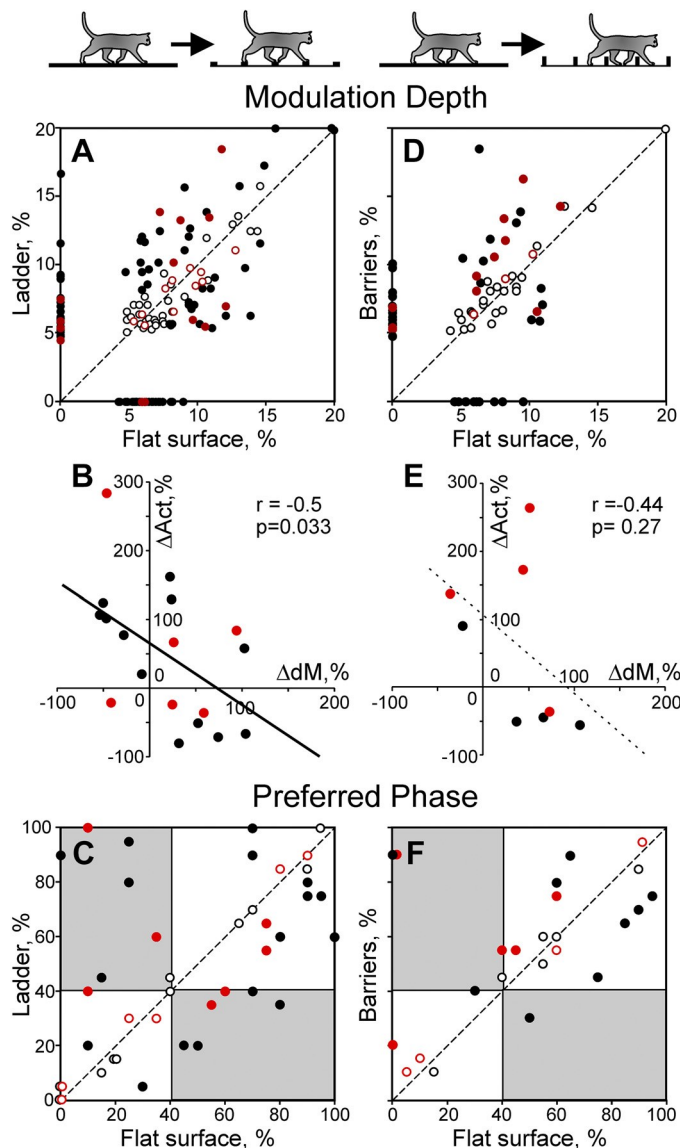 Modulation Depth
A
Ladder, %
20
15
10
5
0
0 5 10 15 20
Flat surface, %
D
Barriers, %
20
15
10
5
0
0 5 10 15 20
Flat surface, %
B
300
ΔAct,%
r = -0.5
p=0.033
200
100
0
ΔdM,%
-100 100 200
-100
E
300
ΔAct,%
r =-0.44
p= 0.27
200
100
0
ΔdM,%
-100 100 200
-100
Preferred Phase
C
Ladder, %
100
80
60
40
20
0
0 20 40 60 80 100
Flat surface, %
F
Barriers, %
100
80
60
40
20
0
0 20 40 60 80 100
Flat surface, %